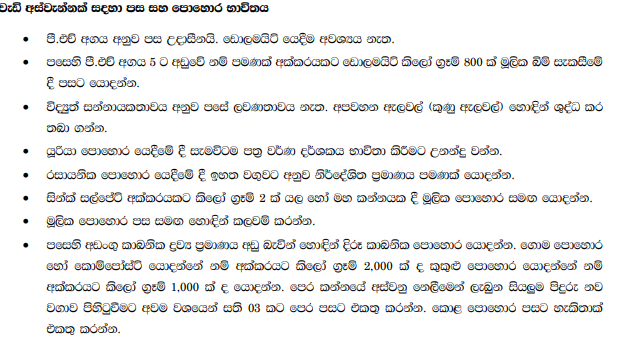 වැඩි අස්වැන්නක් සඳහා පස සහ පොහොර භාවිතය
• පී.එච් අගය අනුව පස උදාසීනයි. ඩොලමයිට් යෙදීම අවශ්‍යය නැත.
• පසෙහි පී.එච් අගය 5 ට අඩුවේ නම් පමණක් අක්කරයකට ඩොලමයිට් කිලෝ ග්‍රෑම් 800 ක් මූලික බිම් සැකසීමේ
දී පසට යොදන්න.
• විද්‍යුත් සන්නායකතාවය අනුව පසේ ලවණතාවය නැත. අපවහන ඇලවල් (කුණු ඇලවල්) හොඳින් ශුද්ධ කර
තබා ගන්න.
• යූරියා පොහොර යෙදීමේ දී සැමවිටම පත්‍ර වර්ණ දර්ශකය භාවිතා කිරීමට උනන්දු වන්න.
• රසායනික පොහොර යෙදීමේ දී ඉහත වගුවට අනුව නිර්දේශිත ප්‍රමාණය පමණක් යොදන්න.
• සින්ක් සල්පේට් අක්කරයකට කිලෝ ග්‍රෑම් 2 ක් යල හෝ මහ කන්නයක දී මූලික පොහොර සමඟ යොදන්න.
• මූලික පොහොර පස සමඟ හොඳින් කලවම් කරන්න.
• පසෙහි අඩංගු කාබනික ද්‍රව්‍ය ප්‍රමාණය අඩු බැවින් හොඳින් දිරූ කාබනික පොහොර යොදන්න. ගොම පොහොර
හෝ කොම්පෝස්ට් යොදන්නේ නම් අක්කරයට කිලෝ ග්‍රෑම් 2,000 ක් ද කුකුළු පොහොර යොදන්නේ නම්
අක්කරයට කිලෝ ග්‍රෑම් 1,000 ක් ද යොදන්න. පෙර කන්නයේ අස්වනු නෙළීමෙන් ලැබුන සියලුම පිදුරු නව
වගාව පිහිටුවීමට අවම වශයෙන් සති 03 කට පෙර පසට එකතු කරන්න. කොළ පොහොර පසට හැකිතාක්
එකතු කරන්න.